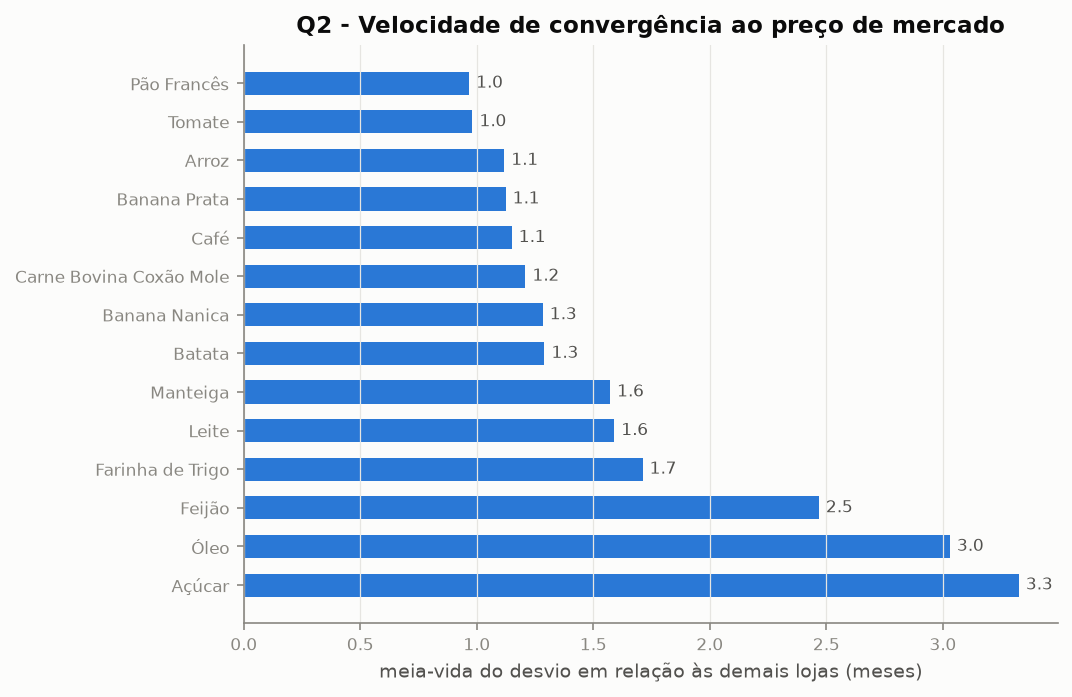 Q2 - Velocidade de convergência ao preço de mercado
Pão Francês 1.0
Tomate 1.0
Arroz 1.1
Banana Prata 1.1
Café 1.1
Carne Bovina Coxão Mole 1.2
Banana Nanica 1.3
Batata 1.3
Manteiga 1.6
Leite 1.6
Farinha de Trigo 1.7
Feijão 2.5
Óleo 3.0
Açúcar 3.3
0.0 0.5 1.0 1.5 2.0 2.5 3.0
meia-vida do desvio em relação às demais lojas (meses)